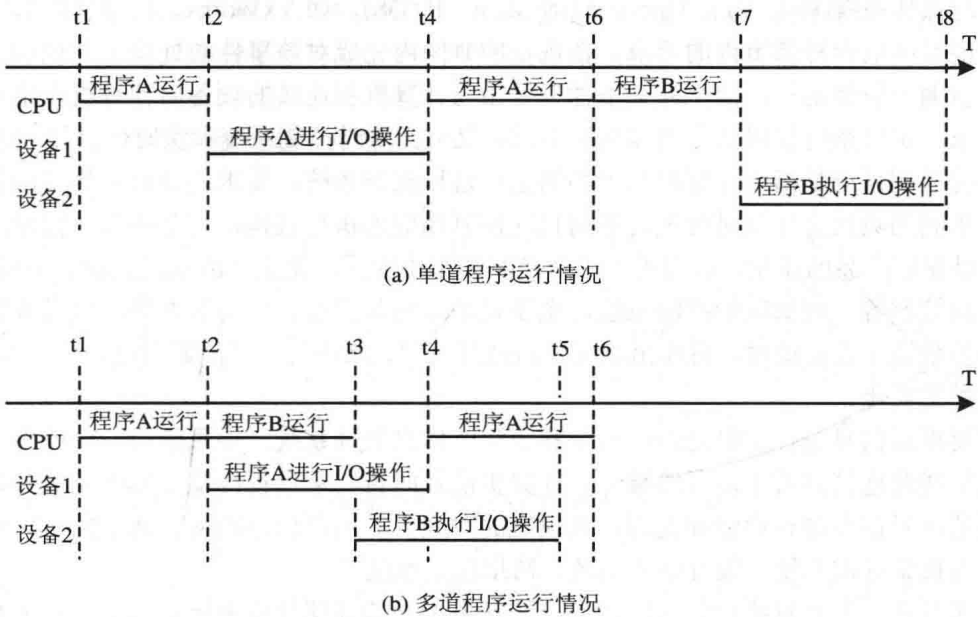 t1 t2 t4 t6 t7 t8
T
程序A运行 程序A运行 程序B运行
CPU
程序A进行I/O操作
设备1
程序B执行I/O操作
设备2
(a) 单道程序运行情况
t1 t2 t3 t4 t5 t6
T
程序A运行 程序B运行 程序A运行
CPU
程序A进行I/O操作
设备1
程序B执行I/O操作
设备2
(b) 多道程序运行情况